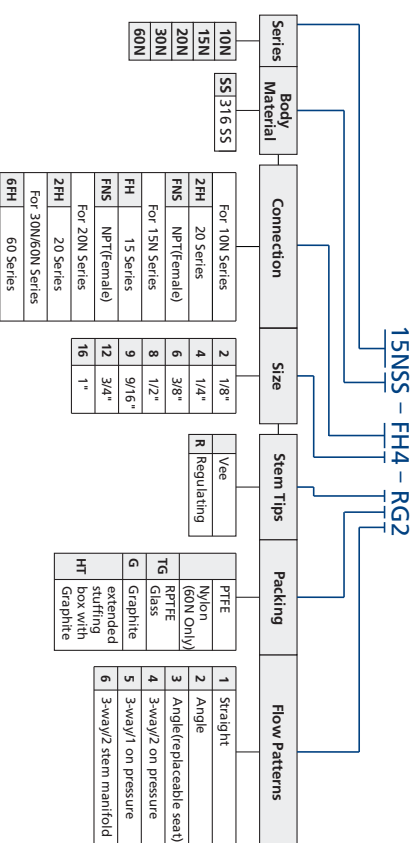 15NSS – FH4 – RG2
Series
10N
15N
20N
30N
60N
Body
Material
SS 316 SS
Connection
For 10N Series
2FH 20 Series
FNS NPT(Female)
For 15N Series
FH 15 Series
FNS NPT(Female)
For 20N Series
2FH 20 Series
For 30N/60N Series
6FH 60 Series
Size
2 1/8"
4 1/4"
6 3/8"
8 1/2"
9 9/16"
12 3/4"
16 1"
Stem Tips
Vee
R Regulating
Packing
PTFE
Nylon
(60N Only)
TG RPTFE
Glass
G Graphite
HT extended
stuffing
box with
Graphite
Flow Patterns
1 Straight
2 Angle
3 Angle(replaceable seat)
4 3-way/2 on pressure
5 3-way/1 on pressure
6 3-way/2 stem manifold